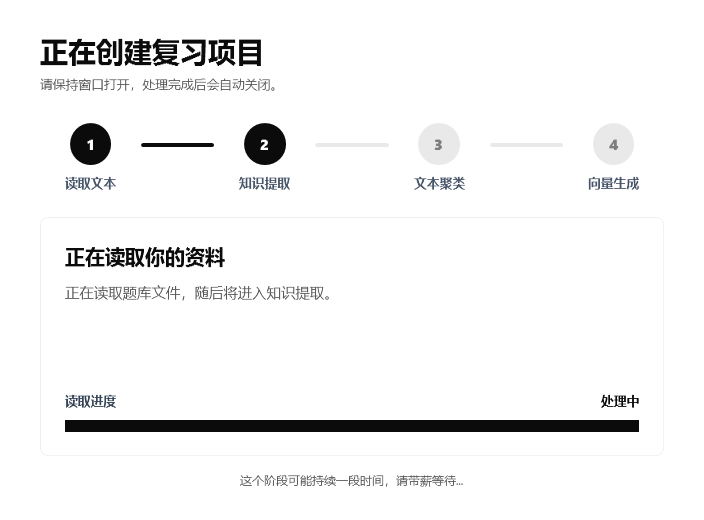 正在创建复习项目
请保持窗口打开，处理完成后会自动关闭。
1 2 3 4
读取文本 知识提取 文本聚类 向量生成
正在读取你的资料
正在读取题库文件，随后将进入知识提取。
读取进度 处理中
这个阶段可能持续一段时间，请带薪等待...